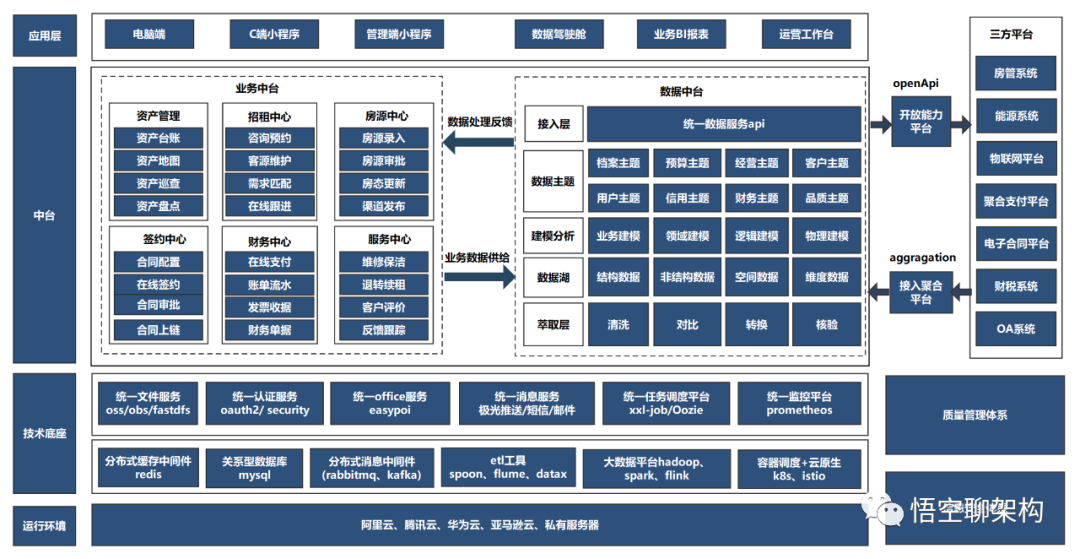 应用层
电脑端
C端小程序
管理端小程序
数据驾驶舱
业务BI报表
运营工作台
中台
业务中台
资产管理
资产台账
资产地图
资产巡查
资产盘点
招租中心
咨询预约
客源维护
需求匹配
在线跟进
房源中心
房源录入
房源审批
房态更新
渠道发布
签约中心
合同配置
在线签约
合同审批
合同上链
财务中心
在线支付
账单流水
发票收据
财务单据
服务中心
维修保洁
退转续租
客户评价
反馈跟踪
数据处理反馈
业务数据供给
数据中台
接入层
统一数据服务api
数据主题
档案主题
预算主题
经营主题
客户主题
用户主题
信用主题
财务主题
品质主题
建模分析
业务建模
领域建模
逻辑建模
物理建模
数据湖
结构数据
非结构数据
空间数据
维度数据
萃取层
清洗
对比
转换
核验
openApi
开放能力
平台
aggragation
接入聚合
平台
三方平台
房管系统
能源系统
物联网平台
聚合支付平台
电子合同平台
财税系统
OA系统
技术底座
统一文件服务
oss/obs/fastdfs
统一认证服务
oauth2/ security
统一office服务
easypoi
统一消息服务
极光推送/短信/邮件
统一任务调度平台
xxl-job/Oozie
统一监控平台
prometheos
分布式缓存中间件
redis
关系型数据库
mysql
分布式消息中间件
(rabbitmq、kafka)
etl工具
spoon、flume、datax
大数据平台hadoop、
spark、flink
容器调度+云原生
k8s、istio
质量管理体系
运行环境
阿里云、腾讯云、华为云、亚马逊云、私有服务器
悟空聊架构